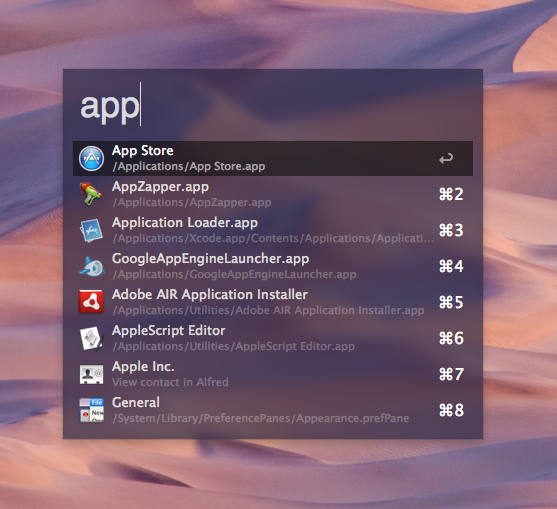 app
App Store
/Applications/App Store.app
↩
AppZapper.app
/Applications/AppZapper.app
⌘2
Application Loader.app
/Applications/Xcode.app/Contents/Applications/Applicati...
⌘3
GoogleAppEngineLauncher.app
/Applications/GoogleAppEngineLauncher.app
⌘4
Adobe AIR Application Installer
/Applications/Utilities/Adobe AIR Application Installer.app
⌘5
AppleScript Editor
/Applications/Utilities/AppleScript Editor.app
⌘6
Apple Inc.
View contact in Alfred
⌘7
General
/System/Library/PreferencePanes/Appearance.prefPane
⌘8